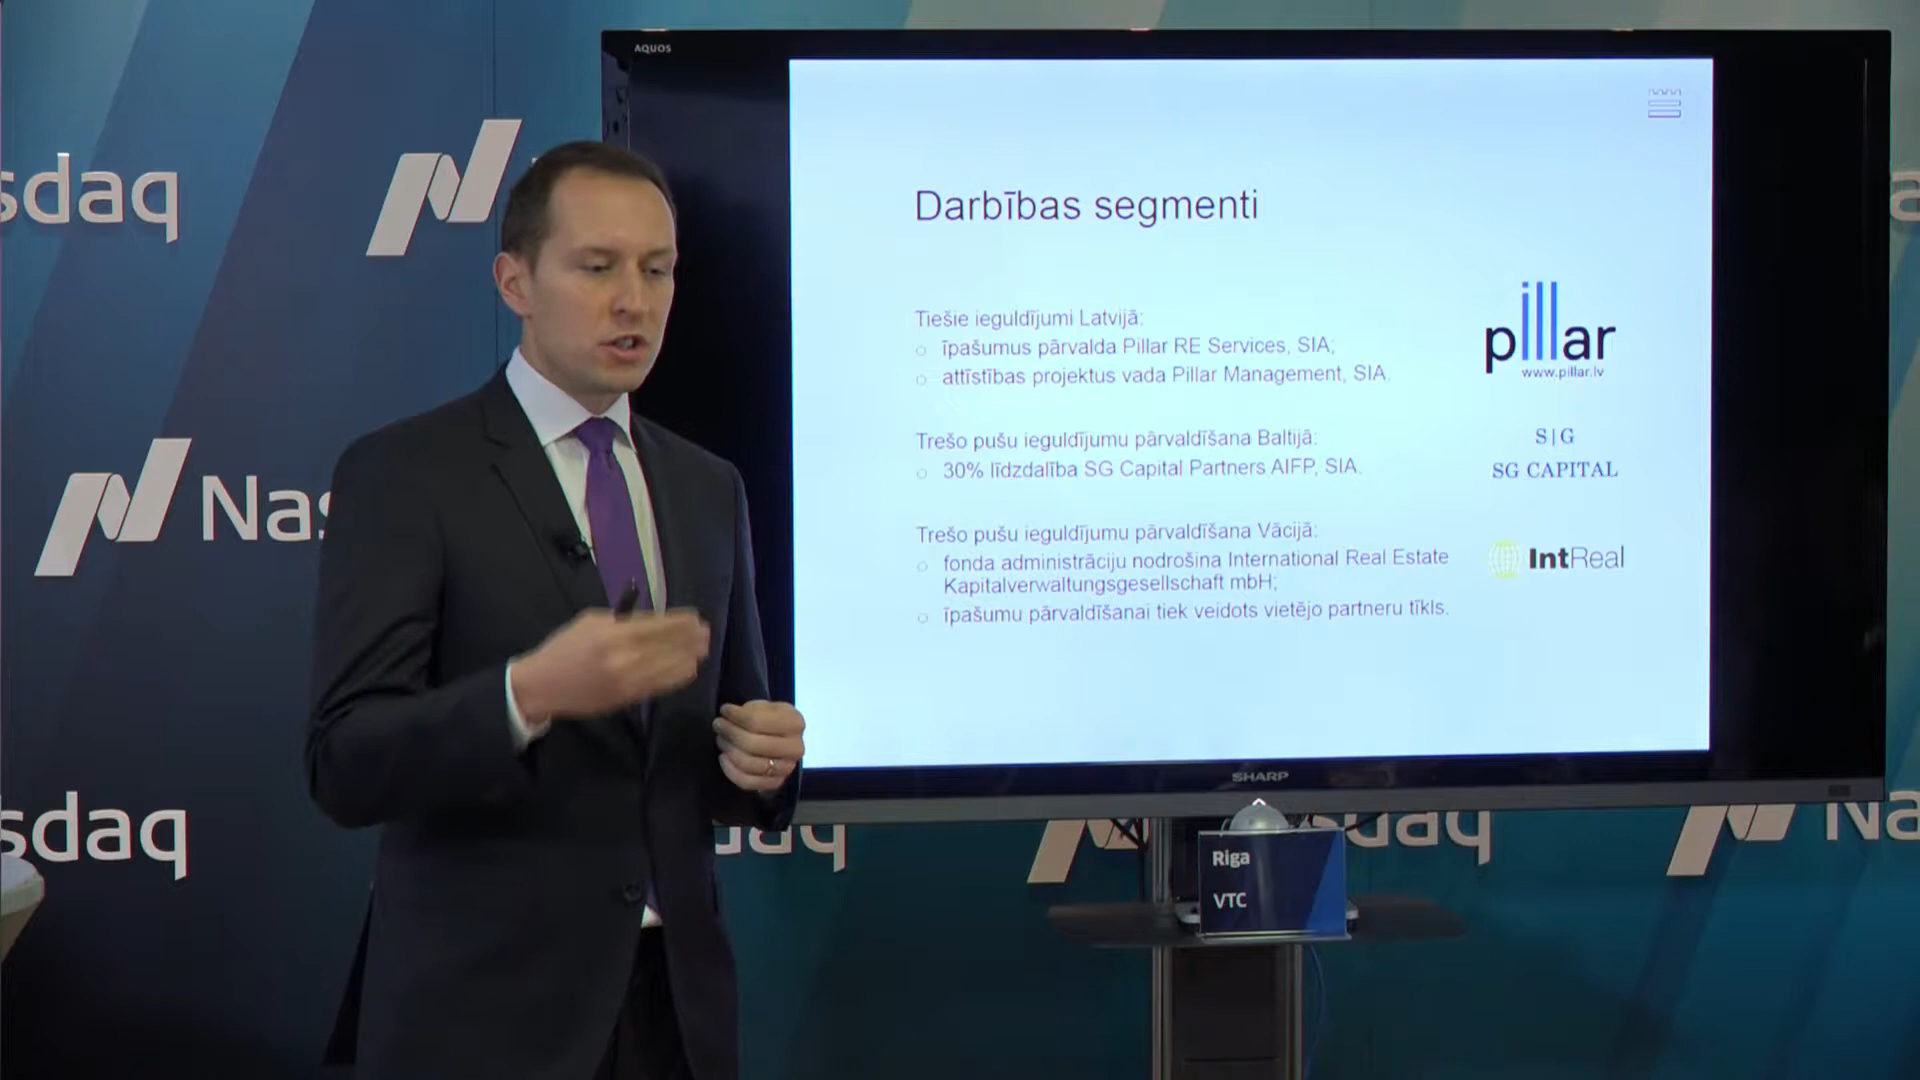 AQUOS
sdaq
Darbības segmenti
pillar
www.pillar.lv
Tiešie ieguldījumi Latvijā:
īpašumus pārvalda Pillar RE Services, SIA;
attīstības projektus vada Pillar Management, SIA.
Trešo pušu ieguldījumu pārvaldīšana Baltijā:
30% līdzdalība SG Capital Partners AIFP, SIA.
S|G
SG CAPITAL
Trešo pušu ieguldījumu pārvaldīšana Vācijā:
fonda administrāciju nodrošina International Real Estate
Kapitalverwaltungsgesellschaft mbH;
īpašumu pārvaldīšanai tiek veidots vietējo partneru tīkls.
IntReal
Nas
SHARP
sdaq
sdaq
Na
Riga
VTC